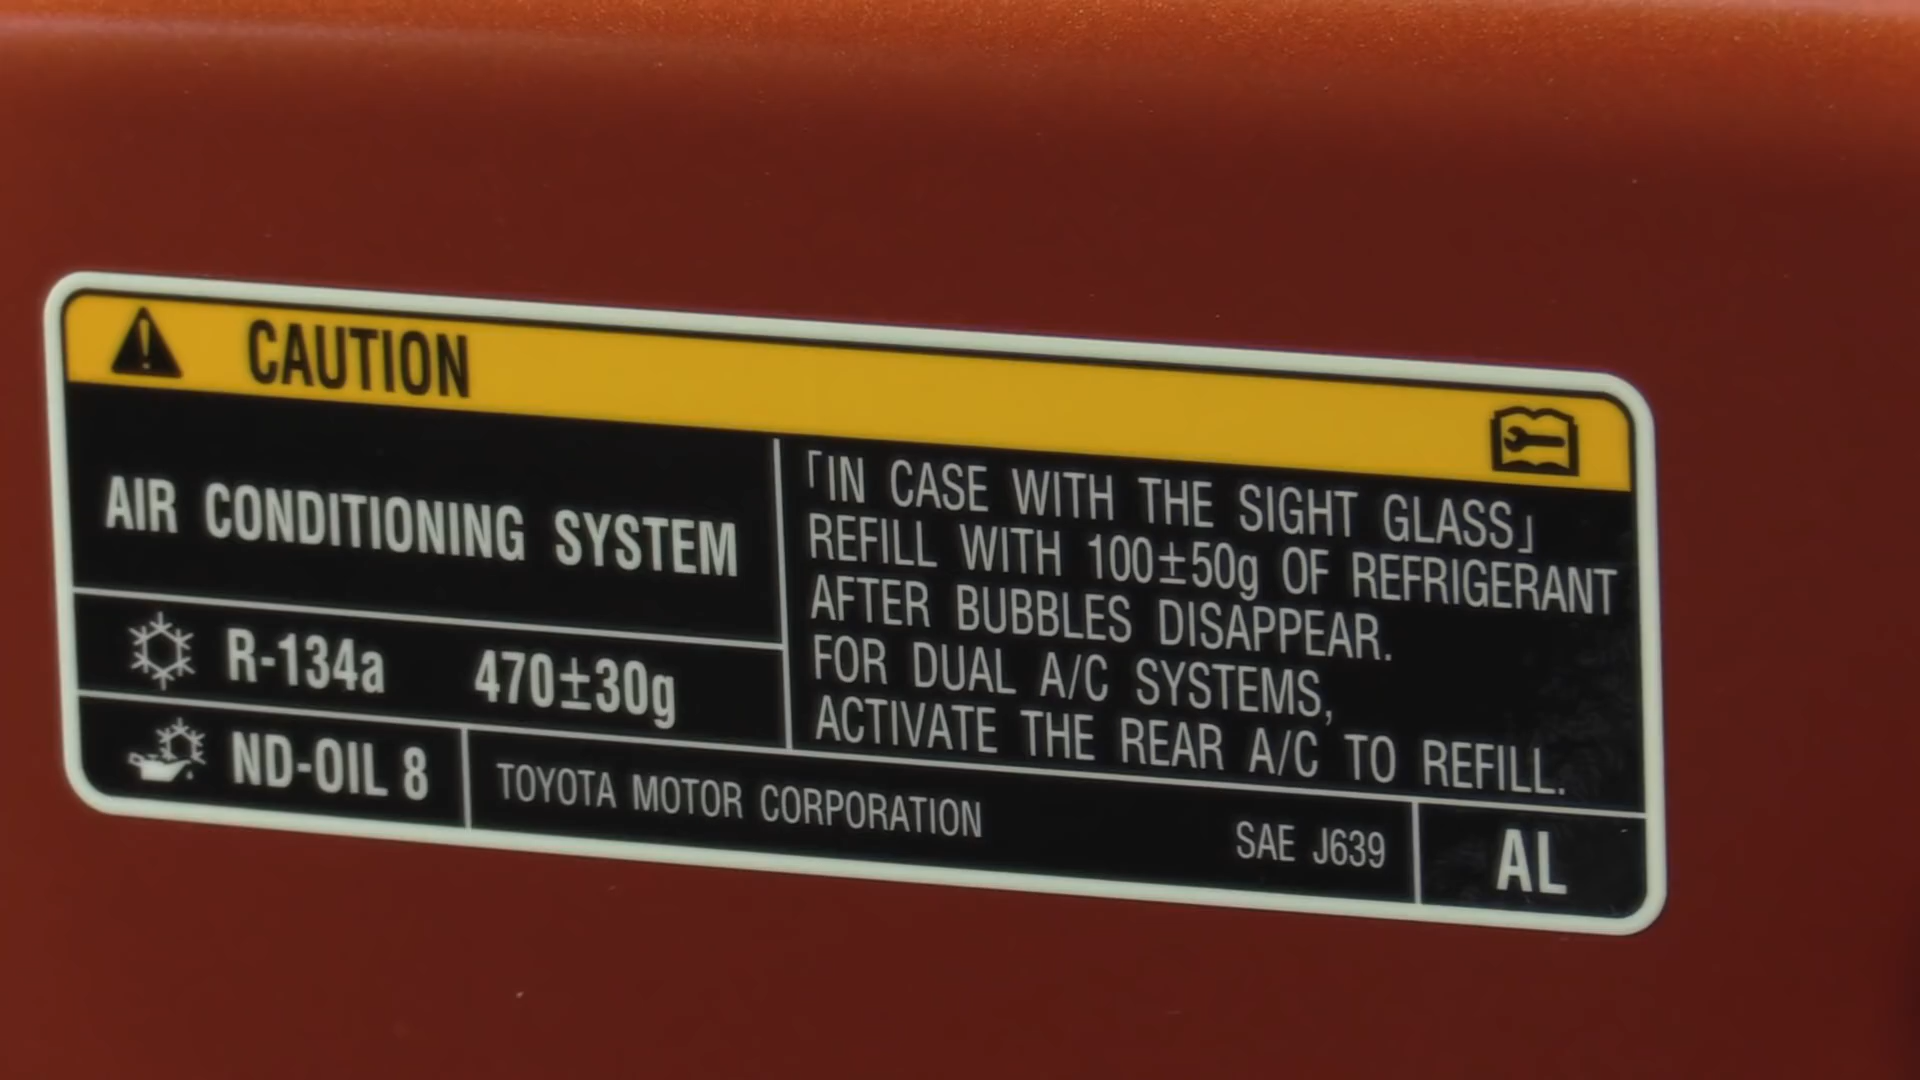 CAUTION
AIR CONDITIONING SYSTEM
R-134a 470±30g
ND-OIL 8
「IN CASE WITH THE SIGHT GLASS」
REFILL WITH 100±50g OF REFRIGERANT
AFTER BUBBLES DISAPPEAR.
FOR DUAL A/C SYSTEMS,
ACTIVATE THE REAR A/C TO REFILL.
TOYOTA MOTOR CORPORATION
SAE J639
AL